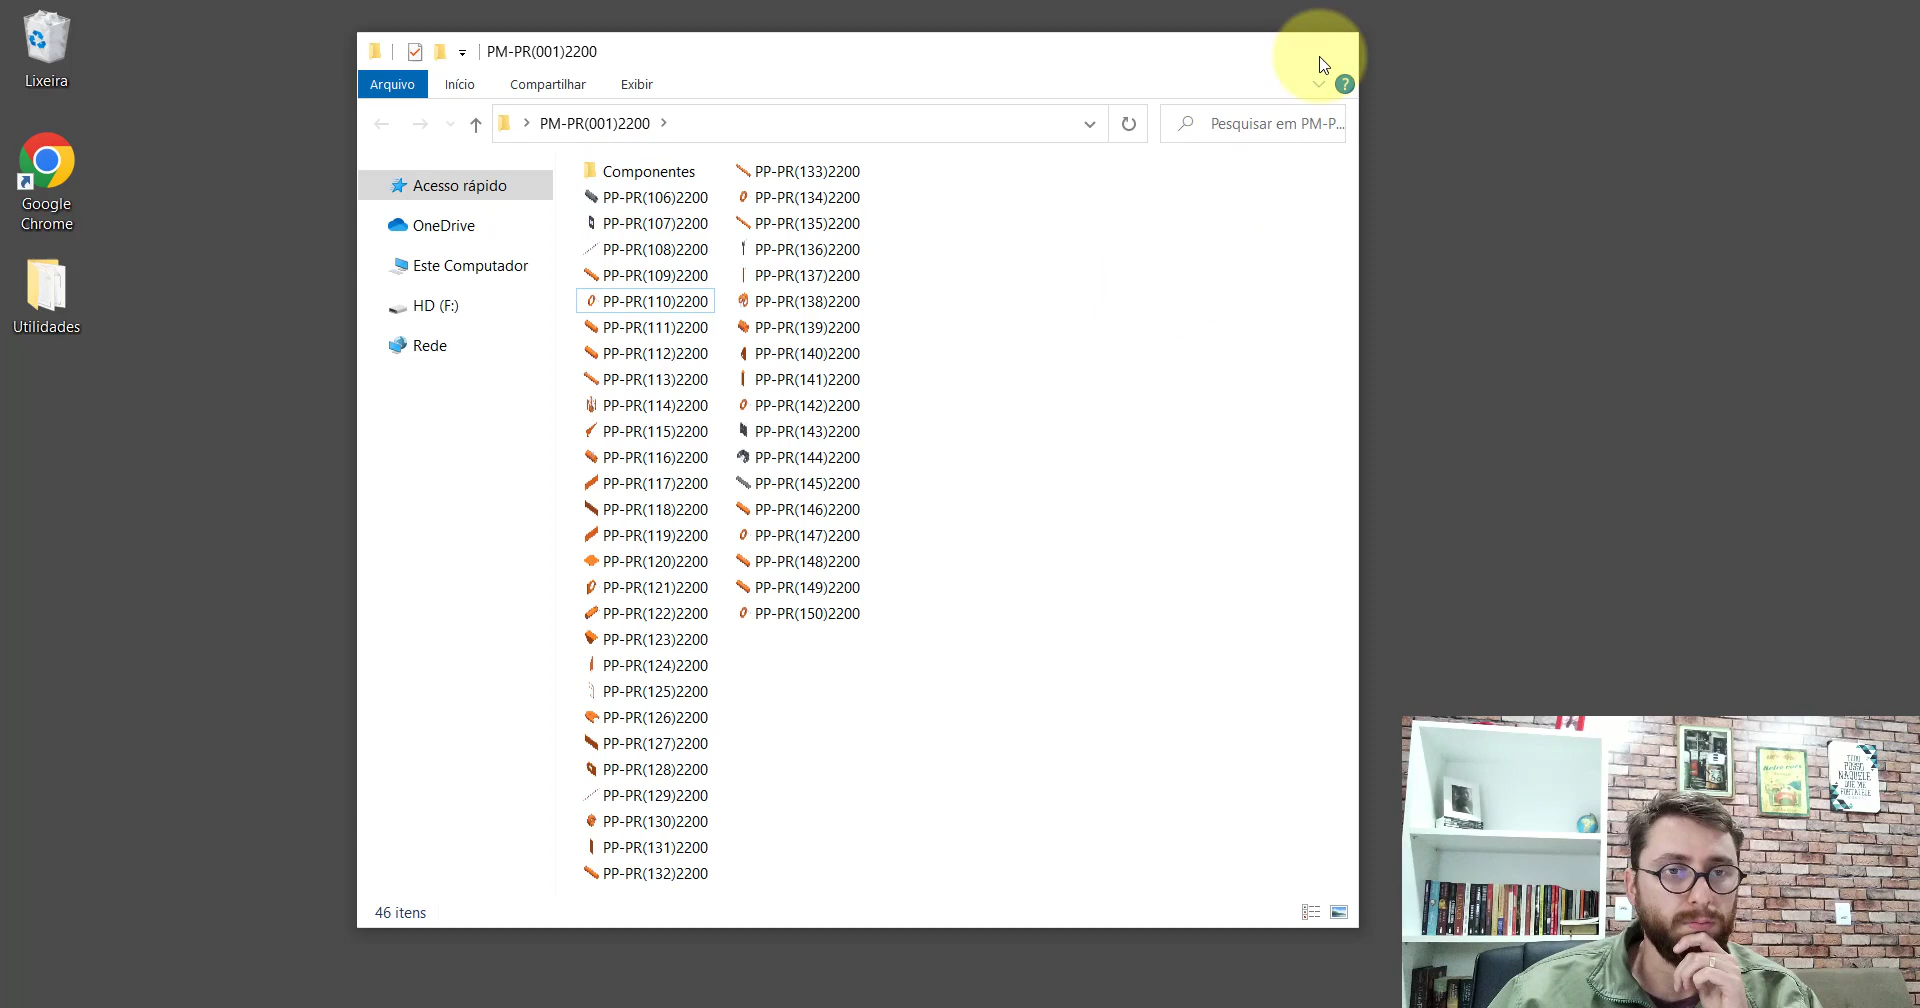 Lixeira
Google
Chrome
Utilidades
PM-PR(001)2200
Arquivo
Início
Compartilhar
Exibir
?
PM-PR(001)2200
Pesquisar em PM-P...
Acesso rápido
OneDrive
Este Computador
HD (F:)
Rede
Componentes
PP-PR(106)2200
PP-PR(107)2200
PP-PR(108)2200
PP-PR(109)2200
PP-PR(110)2200
PP-PR(111)2200
PP-PR(112)2200
PP-PR(113)2200
PP-PR(114)2200
PP-PR(115)2200
PP-PR(116)2200
PP-PR(117)2200
PP-PR(118)2200
PP-PR(119)2200
PP-PR(120)2200
PP-PR(121)2200
PP-PR(122)2200
PP-PR(123)2200
PP-PR(124)2200
PP-PR(125)2200
PP-PR(126)2200
PP-PR(127)2200
PP-PR(128)2200
PP-PR(129)2200
PP-PR(130)2200
PP-PR(131)2200
PP-PR(132)2200
PP-PR(133)2200
PP-PR(134)2200
PP-PR(135)2200
PP-PR(136)2200
PP-PR(137)2200
PP-PR(138)2200
PP-PR(139)2200
PP-PR(140)2200
PP-PR(141)2200
PP-PR(142)2200
PP-PR(143)2200
PP-PR(144)2200
PP-PR(145)2200
PP-PR(146)2200
PP-PR(147)2200
PP-PR(148)2200
PP-PR(149)2200
PP-PR(150)2200
46 itens
TUDO
POSSO
NAQUELE
QUE ME
FORTALECE